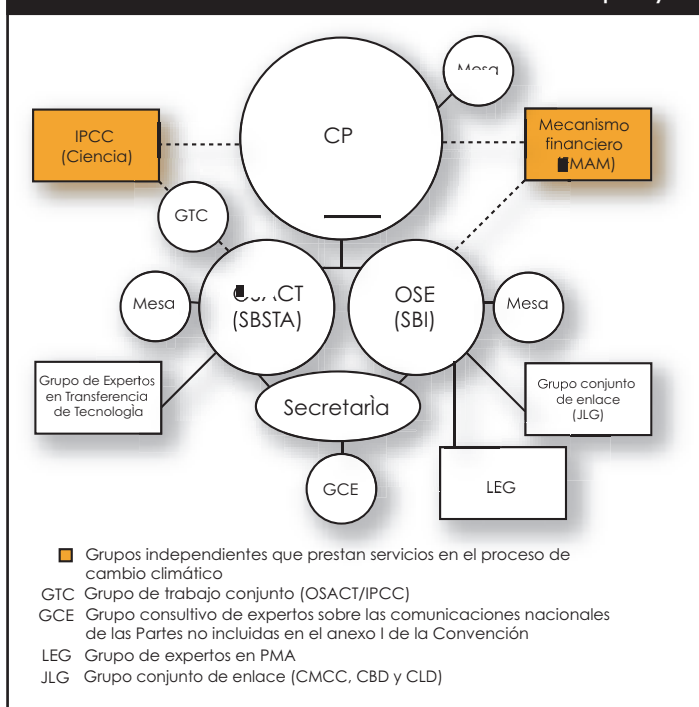 Mesa
CP
IPCC
(Ciencia)
Mecanismo
financiero
MAM)
GTC
Mesa
(SBSTA)
OSE
(SBI)
Mesa
Grupo de Expertos
en Transferencia
de Tecnologìa
Secretarìa
Grupo conjunto
de enlace
(JLG)
GCE
LEG
Grupos independientes que prestan servicios en el proceso de
cambio climático
GTC Grupo de trabajo conjunto (OSACT/IPCC)
GCE Grupo consultivo de expertos sobre las comunicaciones nacionales
de las Partes no incluidas en el anexo I de la Convención
LEG Grupo de expertos en PMA
JLG Grupo conjunto de enlace (CMCC, CBD y CLD)